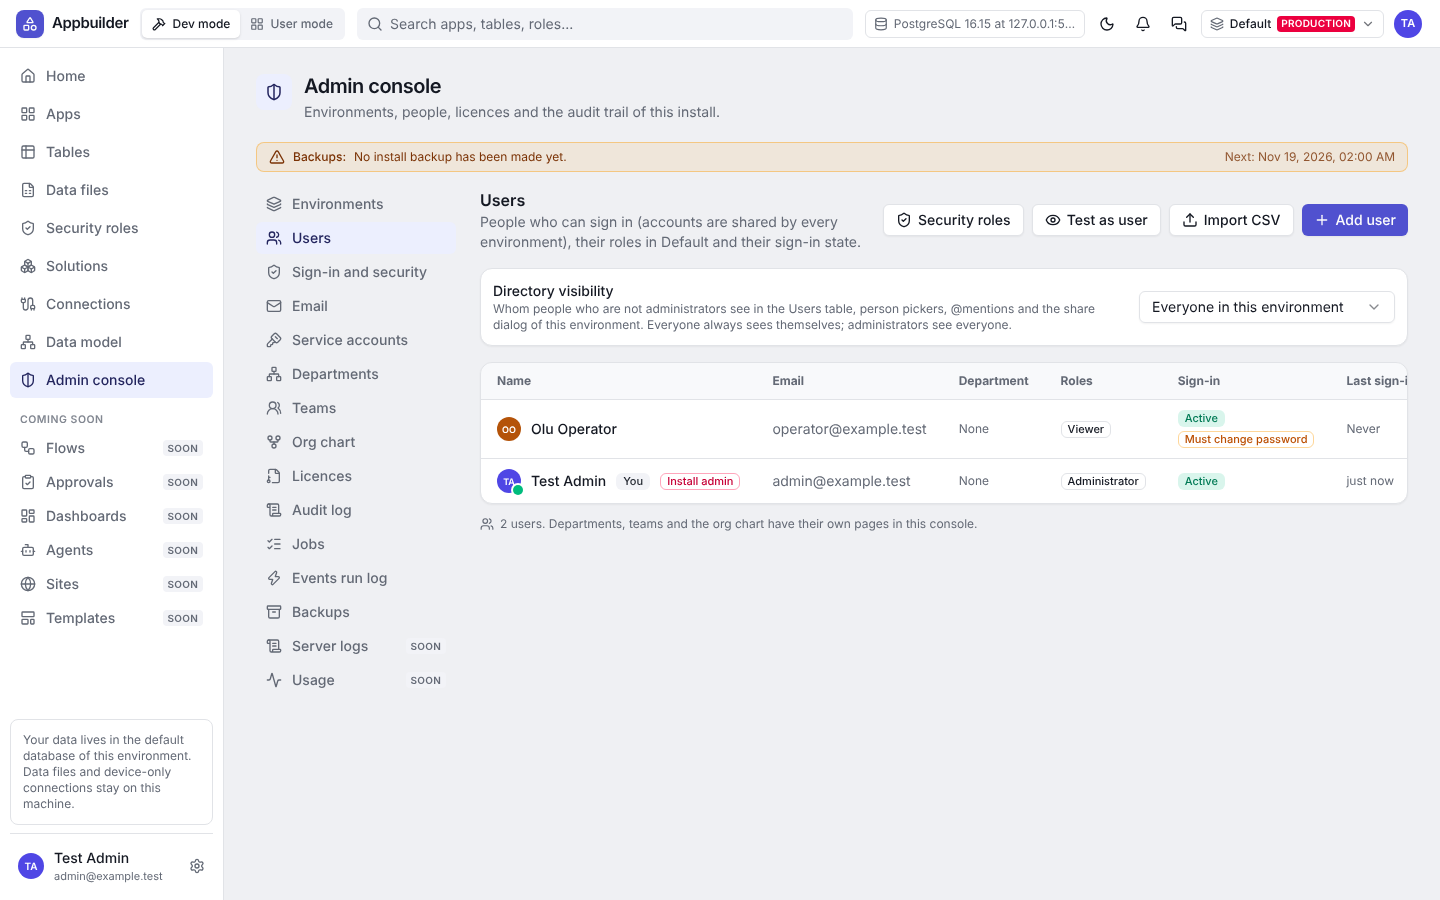 Appbuilder
Dev mode
User mode
Search apps, tables, roles...
PostgreSQL 16.15 at 127.0.0.1:5...
Default
PRODUCTION
TA
Home
Apps
Tables
Data files
Security roles
Solutions
Connections
Data model
Admin console
COMING SOON
Flows SOON
Approvals SOON
Dashboards SOON
Agents SOON
Sites SOON
Templates SOON
Your data lives in the default
database of this environment.
Data files and device-only
connections stay on this
machine.
TA
Test Admin
admin@example.test
Admin console
Environments, people, licences and the audit trail of this install.
Backups: No install backup has been made yet.
Next: Nov 19, 2026, 02:00 AM
Environments
Users
Sign-in and security
Email
Service accounts
Departments
Teams
Org chart
Licences
Audit log
Jobs
Events run log
Backups
Server logs SOON
Usage SOON
Users
People who can sign in (accounts are shared by every
environment), their roles in Default and their sign-in state.
Security roles
Test as user
Import CSV
Add user
Directory visibility
Whom people who are not administrators see in the Users table, person pickers, @mentions and the share
dialog of this environment. Everyone always sees themselves; administrators see everyone.
Everyone in this environment
Name Email Department Roles Sign-in Last sign-i
OO Olu Operator operator@example.test None Viewer Active Never
Must change password
TA Test Admin You Install admin admin@example.test None Administrator Active just now
2 users. Departments, teams and the org chart have their own pages in this console.